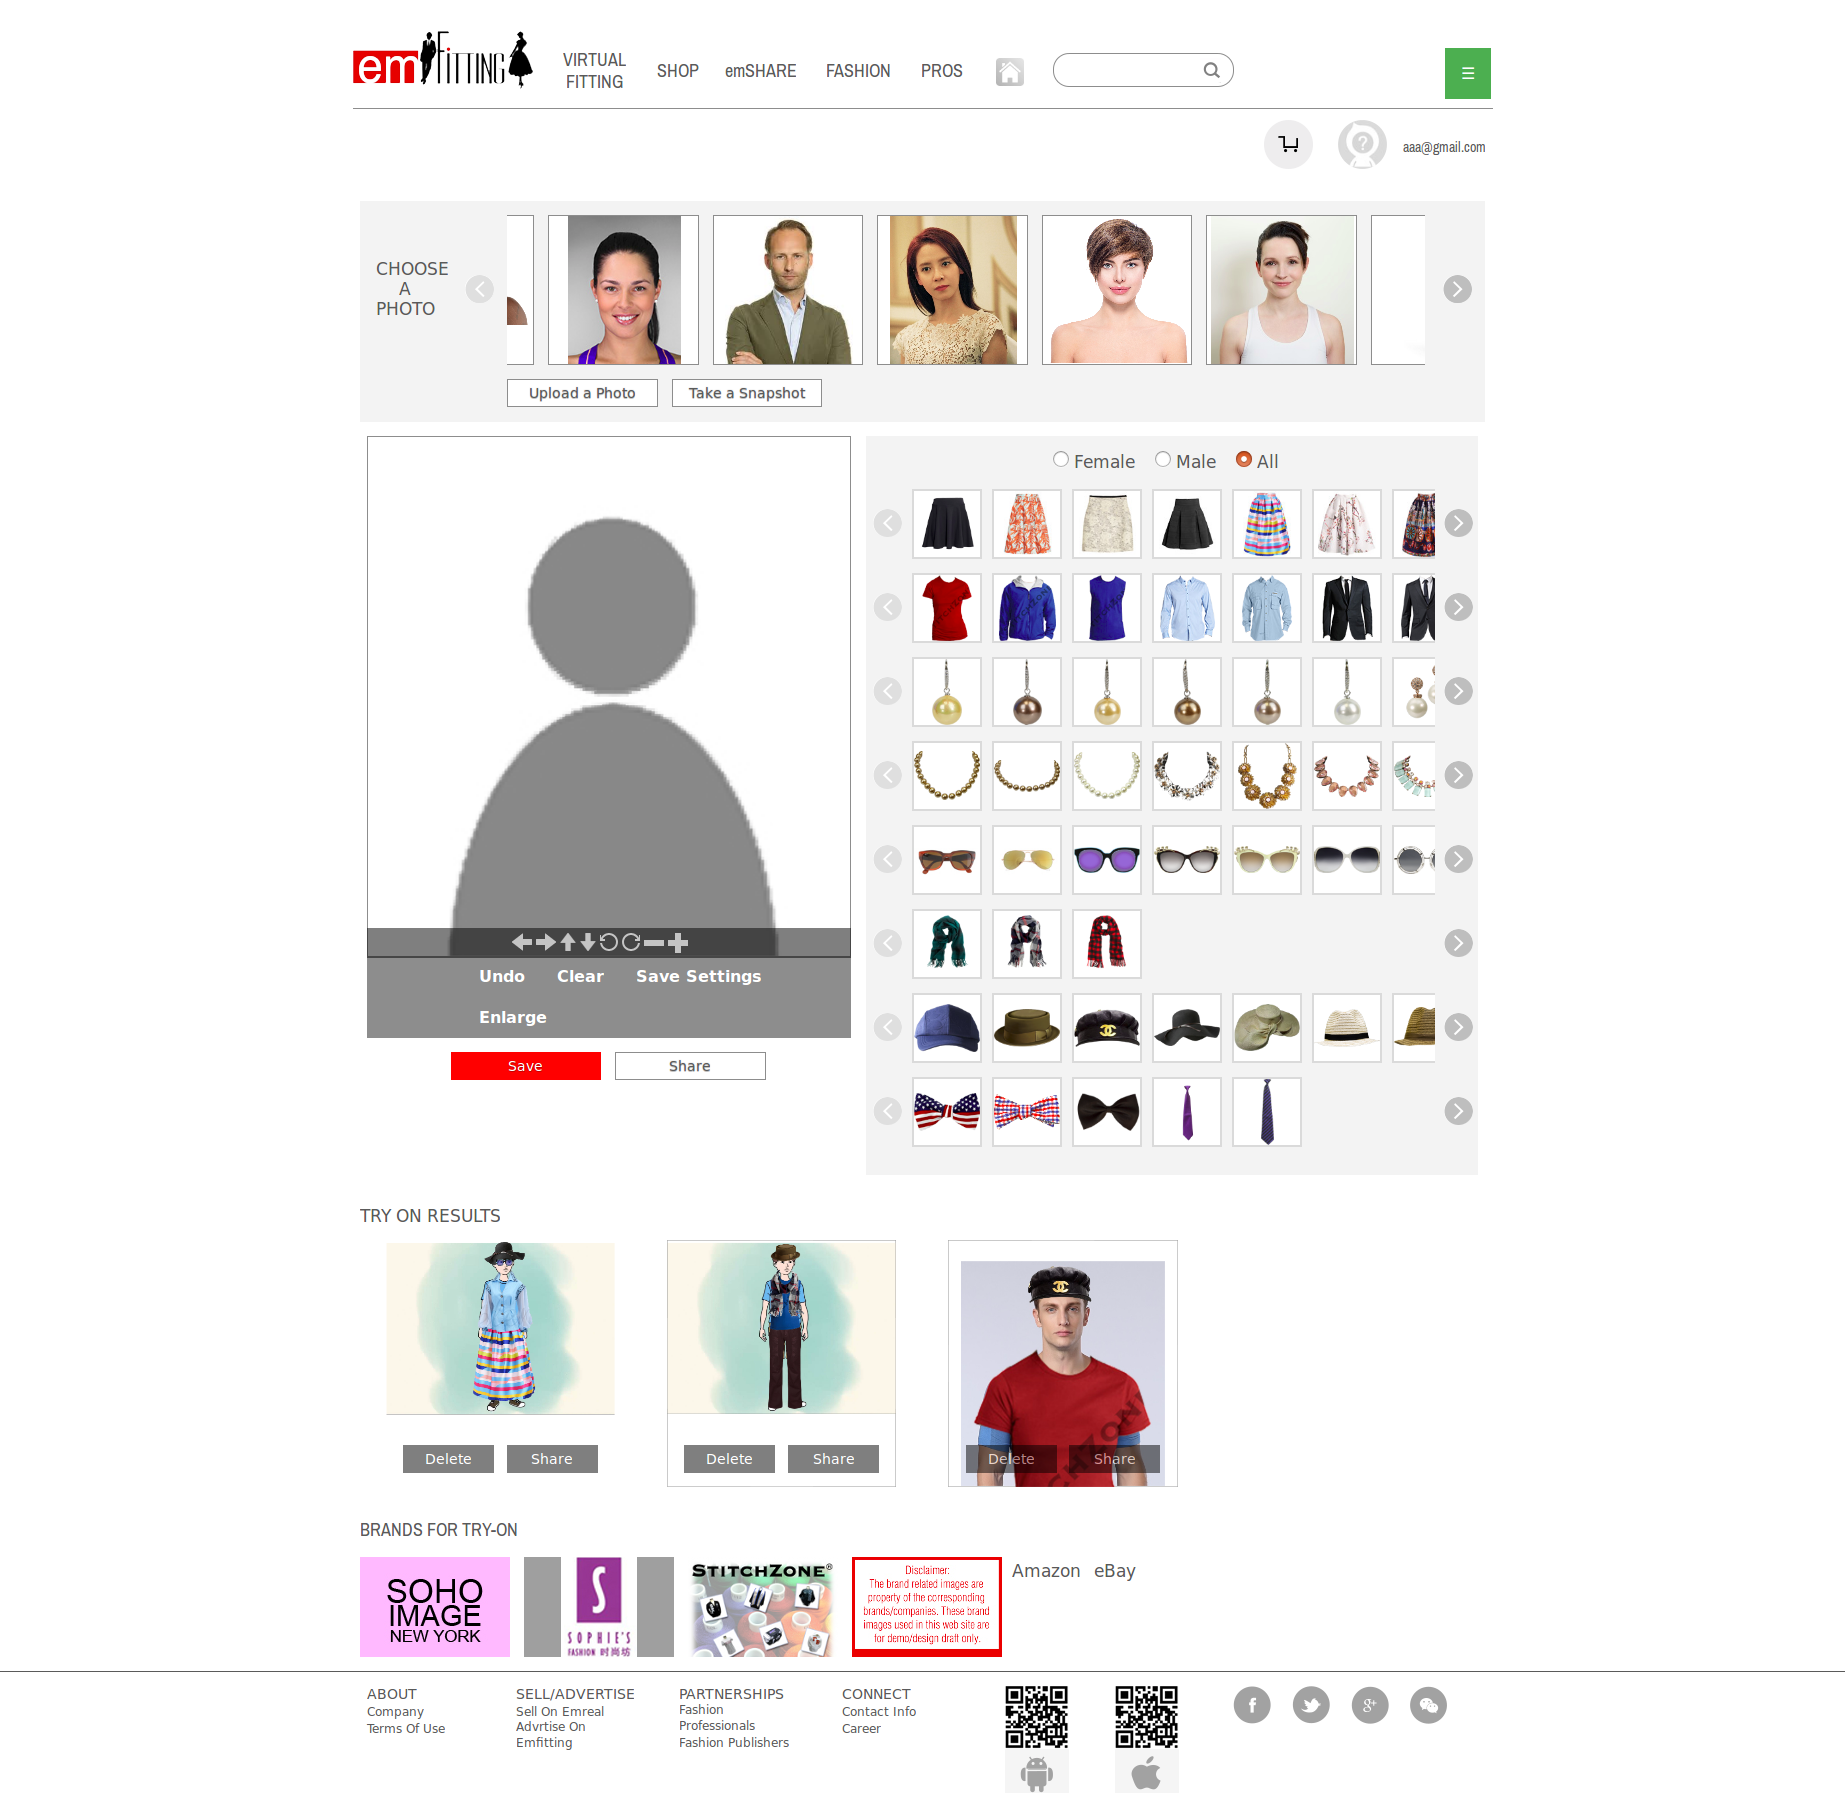 em FITTING
VIRTUAL
FITTING
SHOP
emSHARE
FASHION
PROS
aaa@gmail.com
CHOOSE
A
PHOTO
Upload a Photo
Take a Snapshot
Female
Male
All
Undo
Clear
Save Settings
Enlarge
Save
Share
TRY ON RESULTS
Delete
Share
Delete
Share
Delete
Share
BRANDS FOR TRY-ON
SOHO
IMAGE
NEW YORK
S
SOPHIE'S
FASHION 时尚坊
STITCHZONE®
Disclaimer:
The brand related images are
property of the corresponding
brands/companies. These brand
images used in this web site are
for demo/design draft only.
Amazon
eBay
ABOUT
Company
Terms Of Use
SELL/ADVERTISE
Sell On Emreal
Advrtise On
Emfitting
PARTNERSHIPS
Fashion
Professionals
Fashion Publishers
CONNECT
Contact Info
Career